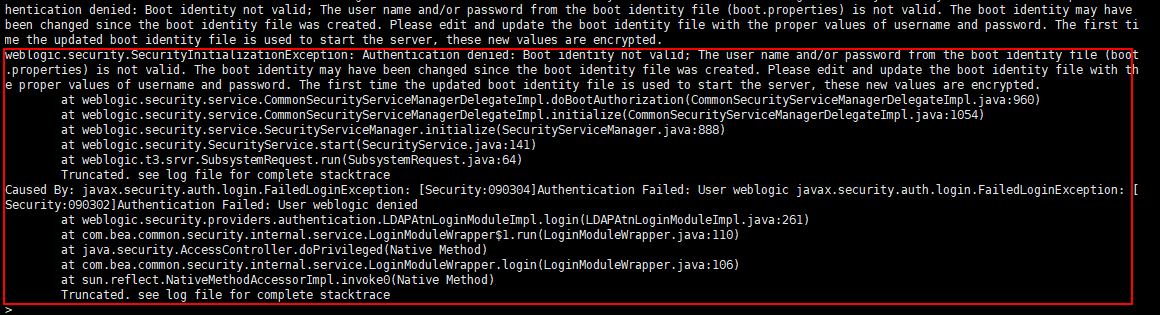 hentication denied: Boot identity not valid; The user name and/or password from the boot identity file (boot.properties) is not valid. The boot identity may have
been changed since the boot identity file was created. Please edit and update the boot identity file with the proper values of username and password. The first ti
me the updated boot identity file is used to start the server, these new values are encrypted.
weblogic.security.SecurityInitializationException: Authentication denied: Boot identity not valid; The user name and/or password from the boot identity file (boot
.properties) is not valid. The boot identity may have been changed since the boot identity file was created. Please edit and update the boot identity file with th
e proper values of username and password. The first time the updated boot identity file is used to start the server, these new values are encrypted.
at weblogic.security.service.CommonSecurityServiceManagerDelegateImpl.doBootAuthorization(CommonSecurityServiceManagerDelegateImpl.java:960)
at weblogic.security.service.CommonSecurityServiceManagerDelegateImpl.initialize(CommonSecurityServiceManagerDelegateImpl.java:1054)
at weblogic.security.service.SecurityServiceManager.initialize(SecurityServiceManager.java:888)
at weblogic.security.SecurityService.start(SecurityService.java:141)
at weblogic.t3.srvr.SubsystemRequest.run(SubsystemRequest.java:64)
Truncated. see log file for complete stacktrace
Caused By: javax.security.auth.login.FailedLoginException: [Security:090304]Authentication Failed: User weblogic javax.security.auth.login.FailedLoginException: [
Security:090302]Authentication Failed: User weblogic denied
at weblogic.security.providers.authentication.LDAPAtnLoginModuleImpl.login(LDAPAtnLoginModuleImpl.java:261)
at com.bea.common.security.internal.service.LoginModuleWrapper$1.run(LoginModuleWrapper.java:110)
at java.security.AccessController.doPrivileged(Native Method)
at com.bea.common.security.internal.service.LoginModuleWrapper.login(LoginModuleWrapper.java:106)
at sun.reflect.NativeMethodAccessorImpl.invoke0(Native Method)
Truncated. see log file for complete stacktrace
>